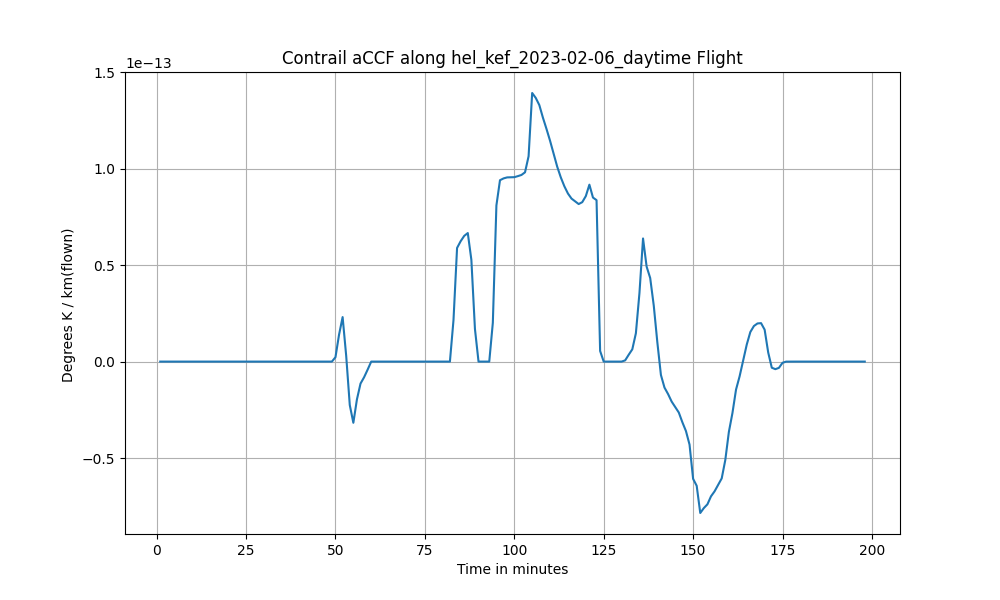 Contrail aCCF along hel_kef_2023-02-06_daytime Flight
1e−13
1.5
1.0
0.5
0.0
−0.5
Degrees K / km(flown)
0 25 50 75 100 125 150 175 200
Time in minutes